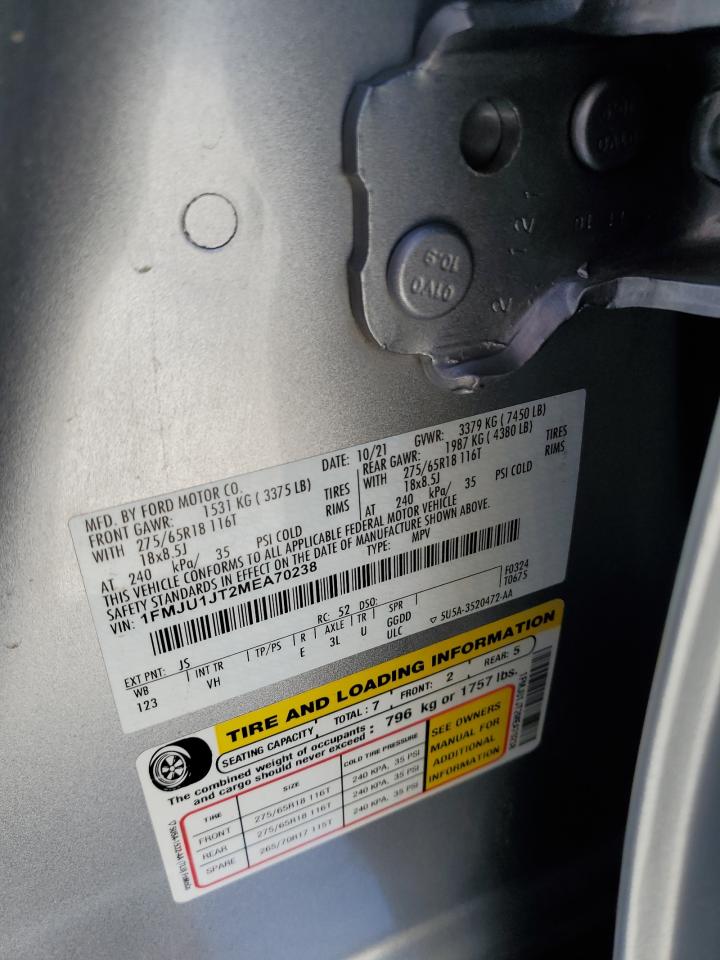 10.9
01V0
MFD. BY FORD MOTOR CO.
DATE: 10/21 GVWR: 3379 KG ( 7450 LB)
FRONT GAWR: 1531 KG ( 3375 LB) REAR GAWR: 1987 KG ( 4380 LB)
WITH 275/65R18 116T TIRES WITH 275/65R18 116T TIRES
18x8.5J RIMS 18x8.5J RIMS
AT 240 kPa/ 35 PSI COLD AT 240 kPa/ 35 PSI COLD
THIS VEHICLE CONFORMS TO ALL APPLICABLE FEDERAL MOTOR VEHICLE
SAFETY STANDARDS IN EFFECT ON THE DATE OF MANUFACTURE SHOWN ABOVE.
VIN: 1FMJU1JT2MEA70238 TYPE: MPV
F0324
T0675
EXT PNT: JS RC: 52 DSO:
WB INT TR TP/PS R AXLE TR SPR
123 VH E 3L U GGDD
ULC ▽ 5U5A-3520472-AA
TIRE AND LOADING INFORMATION
SEATING CAPACITY TOTAL: 7 FRONT: 2 REAR: 5
The combined weight of occupants
and cargo should never exceed: 796 kg or 1757 lbs.
TIRE SIZE COLD TIRE PRESSURE
FRONT 275/65R18 116T 240 KPA, 35 PSI
REAR 275/65R18 116T 240 KPA, 35 PSI
SPARE 265/70R17 115T 240 KPA, 35 PSI
SEE OWNERS
MANUAL FOR
ADDITIONAL
INFORMATION